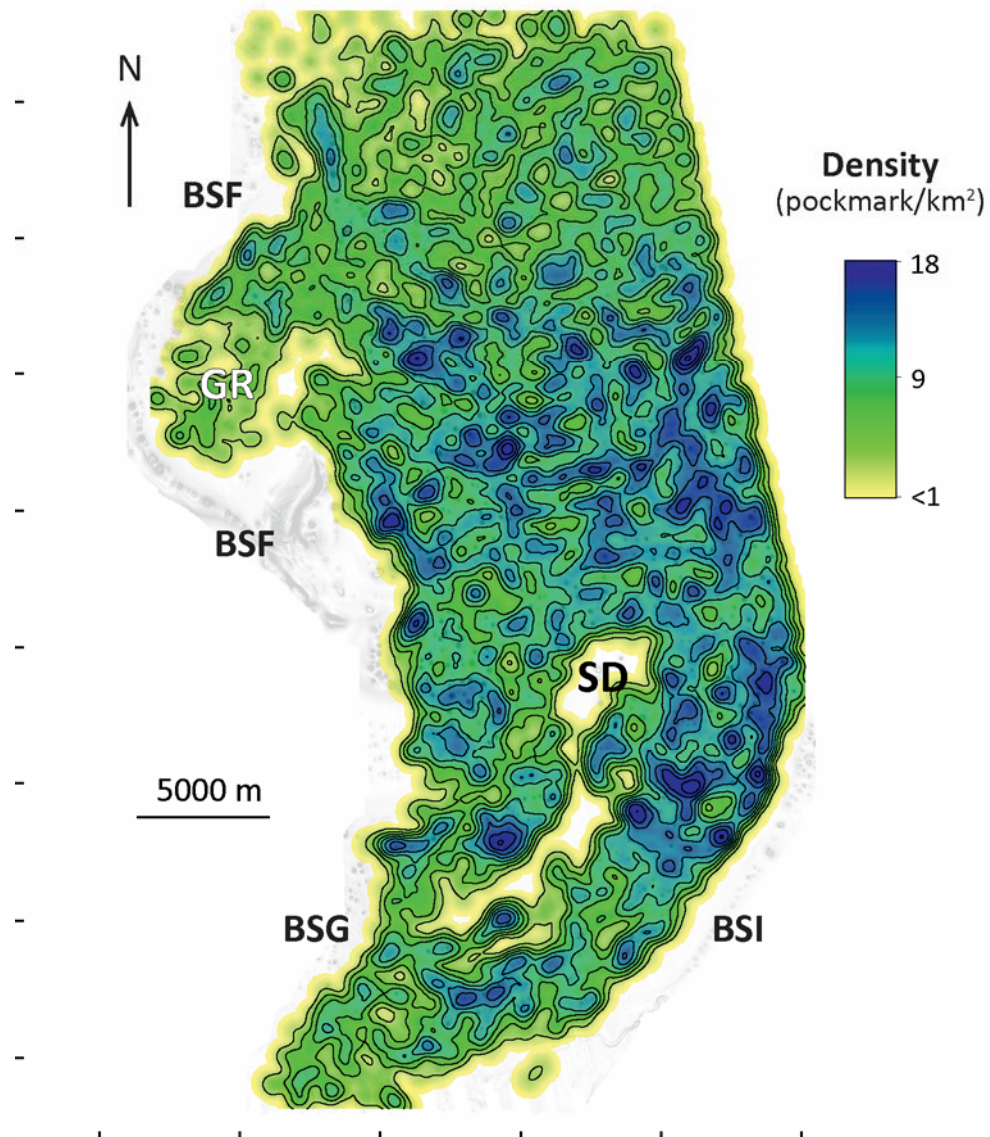 N
BSF
Density
(pockmark/km²)
18
9
<1
GR
BSF
SD
5000 m
BSG
BSI